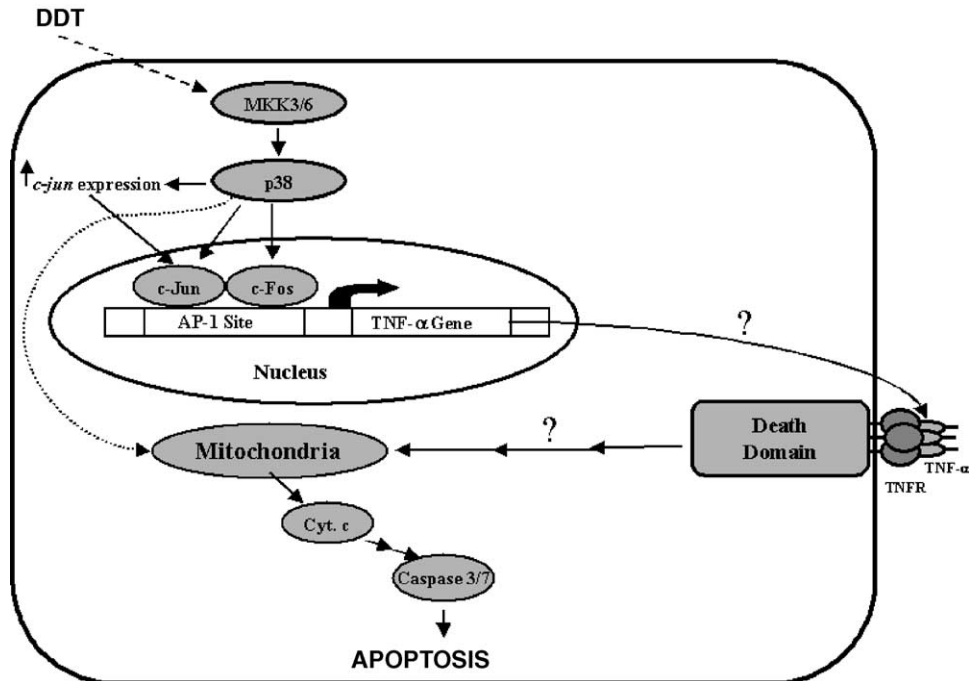 DDT
MKK3/6
p38
c-jun expression
c-Jun
c-Fos
AP-1 Site
TNF-α Gene
Nucleus
?
Death
Domain
TNFR
TNF-α
?
Mitochondria
Cyt. c
Caspase 3/7
APOPTOSIS